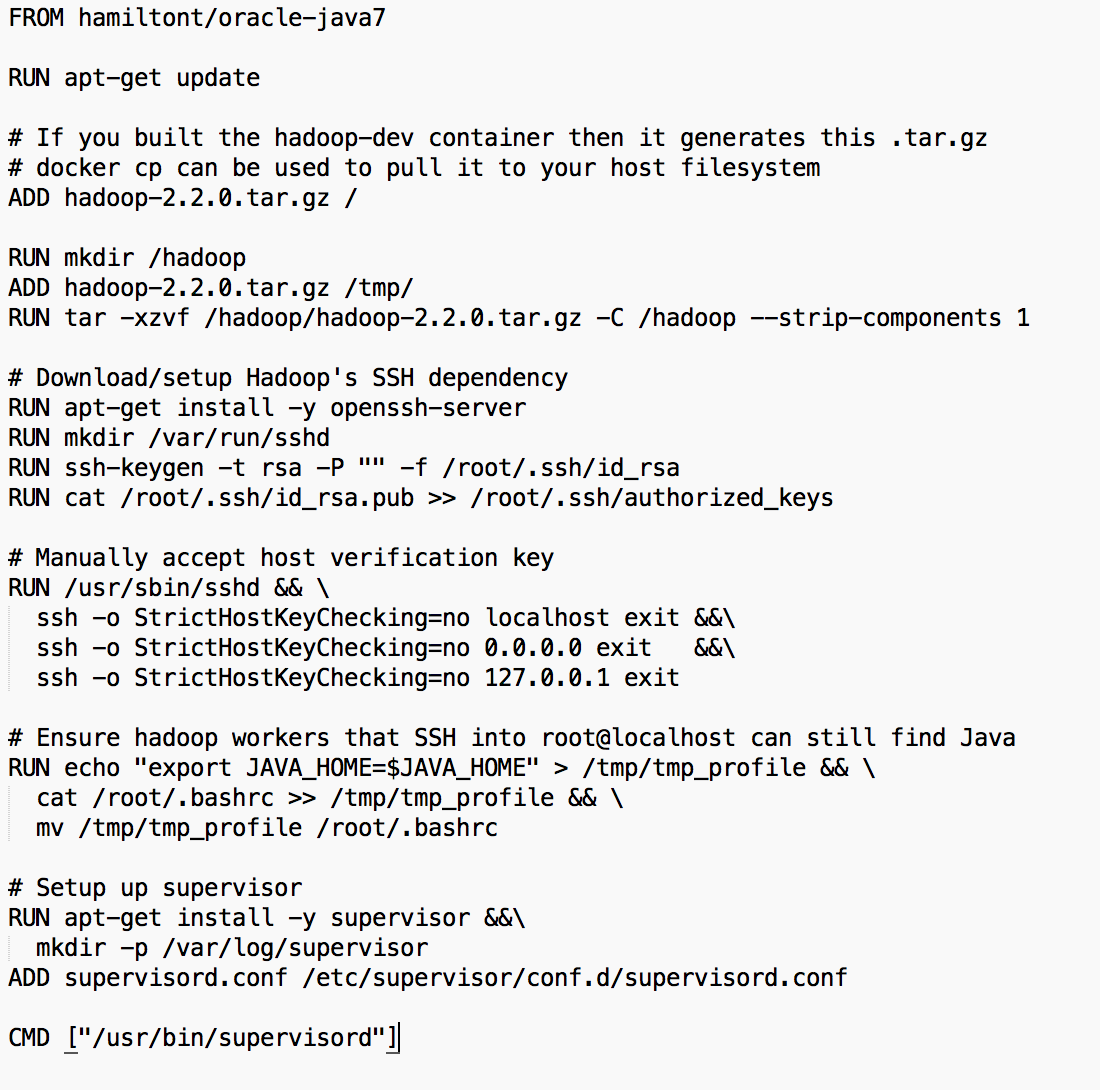 FROM hamiltont/oracle-java7
RUN apt-get update
# If you built the hadoop-dev container then it generates this .tar.gz
# docker cp can be used to pull it to your host filesystem
ADD hadoop-2.2.0.tar.gz /
RUN mkdir /hadoop
ADD hadoop-2.2.0.tar.gz /tmp/
RUN tar -xzvf /hadoop/hadoop-2.2.0.tar.gz -C /hadoop --strip-components 1
# Download/setup Hadoop's SSH dependency
RUN apt-get install -y openssh-server
RUN mkdir /var/run/sshd
RUN ssh-keygen -t rsa -P "" -f /root/.ssh/id_rsa
RUN cat /root/.ssh/id_rsa.pub >> /root/.ssh/authorized_keys
# Manually accept host verification key
RUN /usr/sbin/sshd && \
  ssh -o StrictHostKeyChecking=no localhost exit &&\
  ssh -o StrictHostKeyChecking=no 0.0.0.0 exit   &&\
  ssh -o StrictHostKeyChecking=no 127.0.0.1 exit
# Ensure hadoop workers that SSH into root@localhost can still find Java
RUN echo "export JAVA_HOME=$JAVA_HOME" > /tmp/tmp_profile && \
  cat /root/.bashrc >> /tmp/tmp_profile && \
  mv /tmp/tmp_profile /root/.bashrc
# Setup up supervisor
RUN apt-get install -y supervisor &&\
  mkdir -p /var/log/supervisor
ADD supervisord.conf /etc/supervisor/conf.d/supervisord.conf
CMD ["/usr/bin/supervisord"]